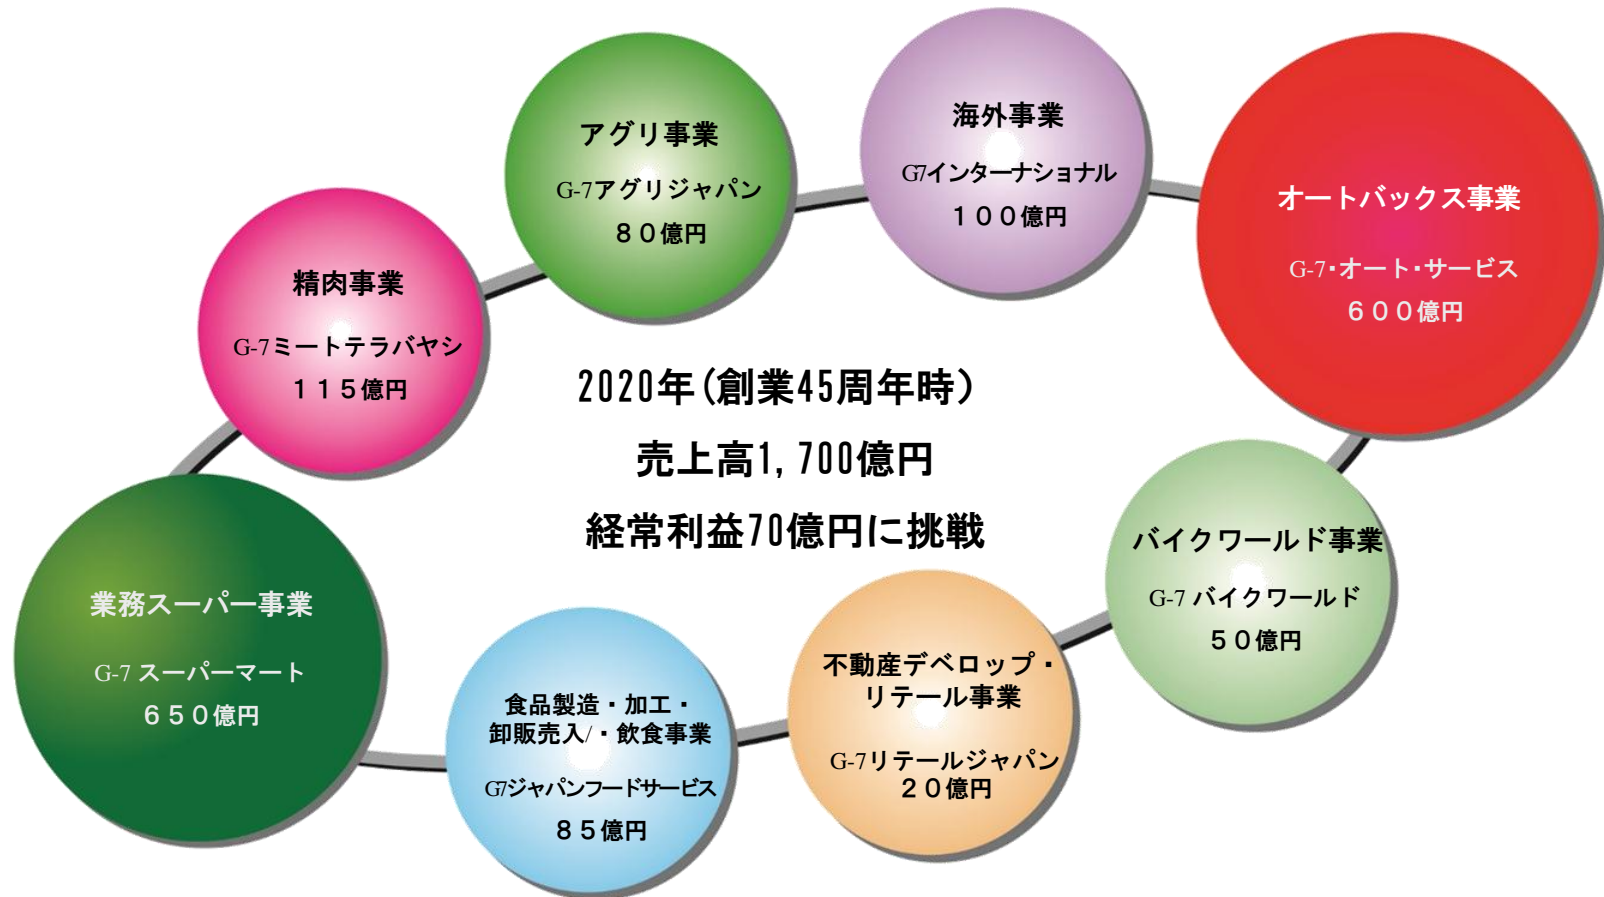 アグリ事業
G-7アグリジャパン
８０億円
海外事業
G7インターナショナル
１００億円
オートバックス事業
G-7・オート・サービス
６００億円
精肉事業
G-7ミートテラバヤシ
１１５億円
2020年(創業45周年時)
売上高1,700億円
経常利益70億円に挑戦
バイクワールド事業
G-7 バイクワールド
５０億円
業務スーパー事業
G-7 スーパーマート
６５０億円
食品製造・加工・
卸販売入/・飲食事業
G7ジャパンフードサービス
８５億円
不動産デベロップ・
リテール事業
G-7リテールジャパン
２０億円